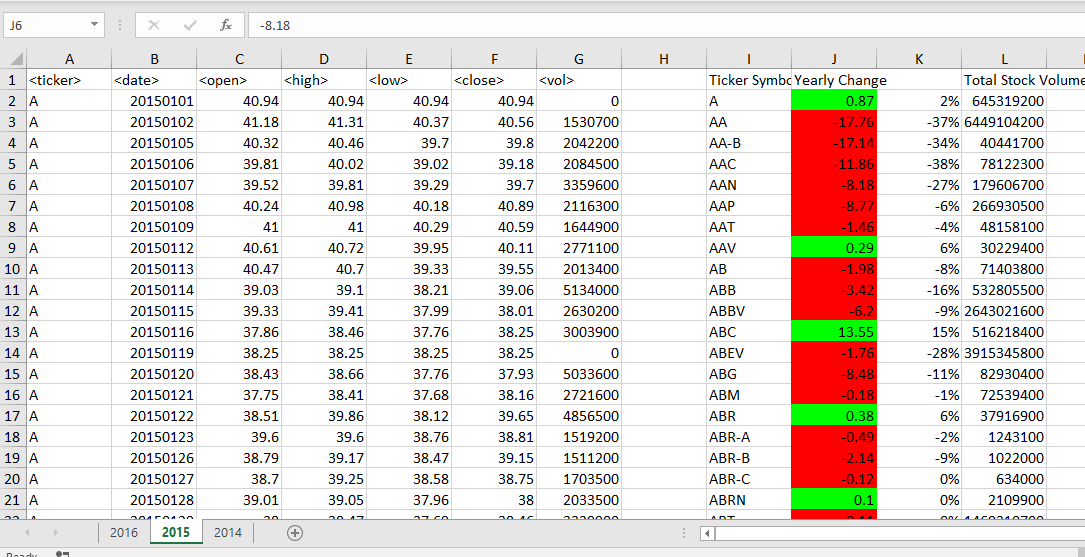 J6 fx -8.18
A B C D E F G H I J K L
1 <ticker> <date> <open> <high> <low> <close> <vol> Ticker Symbo Yearly Change Total Stock Volume
2 A 20150101 40.94 40.94 40.94 40.94 0 A 0.87 2% 645319200
3 A 20150102 41.18 41.31 40.37 40.56 1530700 AA -17.76 -37% 6449104200
4 A 20150105 40.32 40.46 39.7 39.8 2042200 AA-B -17.14 -34% 40441700
5 A 20150106 39.81 40.02 39.02 39.18 2084500 AAC -11.86 -38% 78122300
6 A 20150107 39.52 39.81 39.29 39.7 3359600 AAN -8.18 -27% 179606700
7 A 20150108 40.24 40.98 40.18 40.89 2116300 AAP -8.77 -6% 266930500
8 A 20150109 41 41 40.29 40.59 1644900 AAT -1.46 -4% 48158100
9 A 20150112 40.61 40.72 39.95 40.11 2771100 AAV 0.29 6% 30229400
10 A 20150113 40.47 40.7 39.33 39.55 2013400 AB -1.98 -8% 71403800
11 A 20150114 39.03 39.1 38.21 39.06 5134000 ABB -3.42 -16% 532805500
12 A 20150115 39.33 39.41 37.99 38.01 2630200 ABBV -6.2 -9% 2643021600
13 A 20150116 37.86 38.46 37.76 38.25 3003900 ABC 13.55 15% 516218400
14 A 20150119 38.25 38.25 38.25 38.25 0 ABEV -1.76 -28% 3915345800
15 A 20150120 38.43 38.66 37.76 37.93 5033600 ABG -8.48 -11% 82930400
16 A 20150121 37.75 38.41 37.68 38.16 2721600 ABM -0.18 -1% 72539400
17 A 20150122 38.51 39.86 38.12 39.65 4856500 ABR 0.38 6% 37916900
18 A 20150123 39.6 39.6 38.76 38.81 1519200 ABR-A -0.49 -2% 1243100
19 A 20150126 38.79 39.17 38.47 39.15 1511200 ABR-B -2.14 -9% 1022000
20 A 20150127 38.7 39.25 38.58 38.75 1703500 ABR-C -0.12 0% 634000
21 A 20150128 39.01 39.05 37.96 38 2033500 ABRN 0.1 0% 2109900
2016 2015 2014
Ready